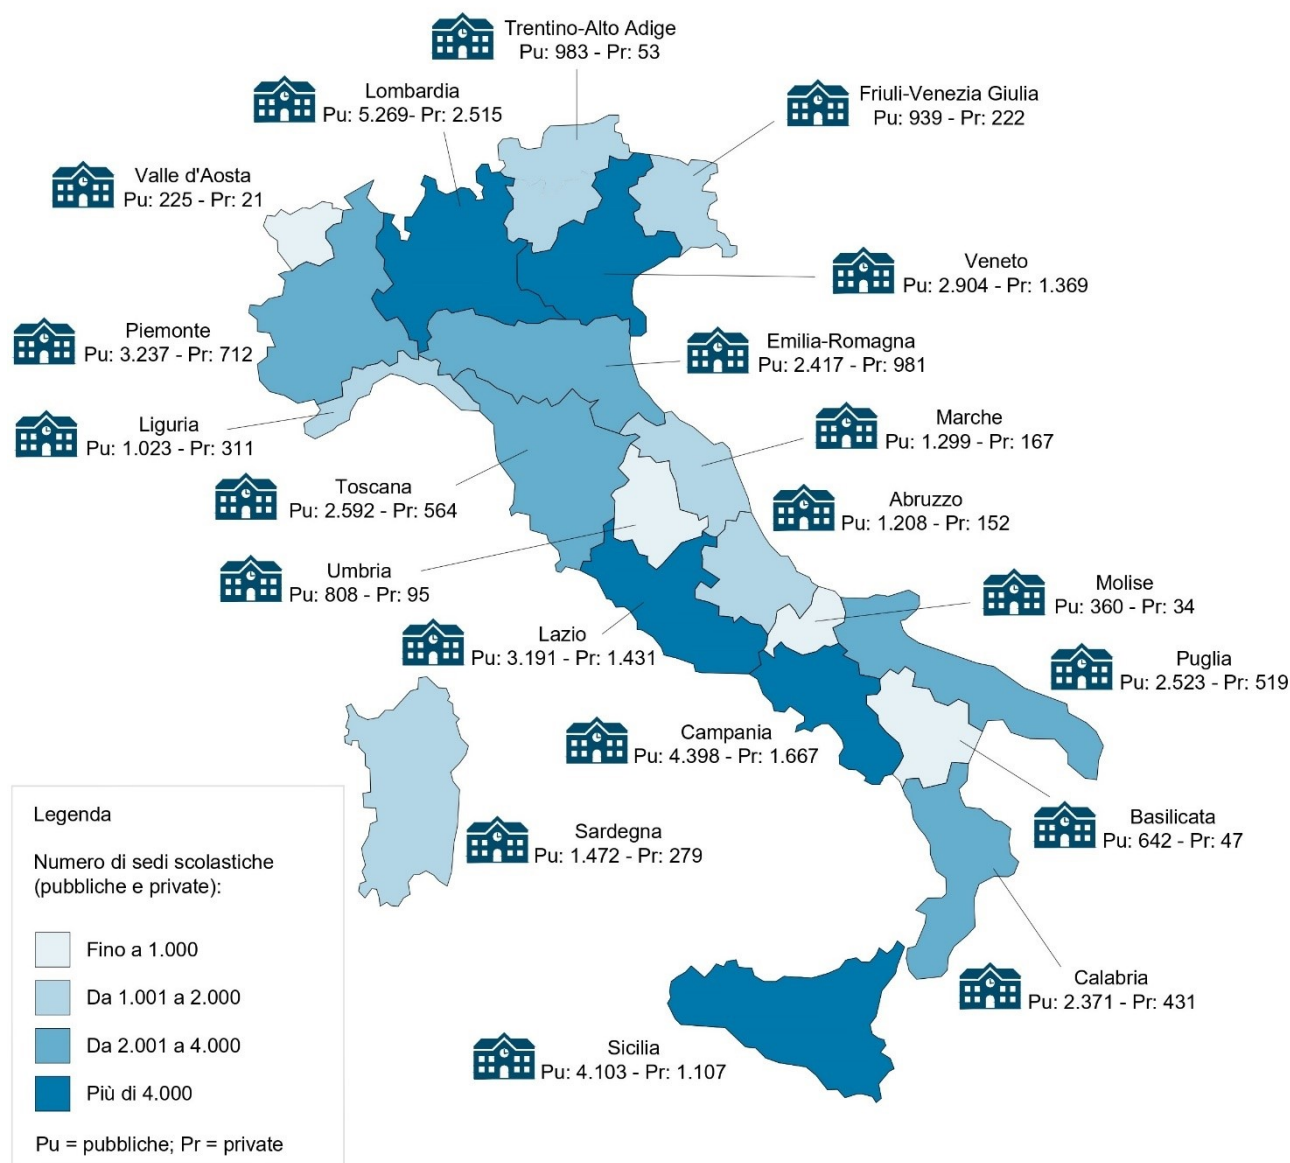 Trentino-Alto Adige
Pu: 983 - Pr: 53
Lombardia
Pu: 5.269- Pr: 2.515
Friuli-Venezia Giulia
Pu: 939 - Pr: 222
Valle d'Aosta
Pu: 225 - Pr: 21
Veneto
Pu: 2.904 - Pr: 1.369
Piemonte
Pu: 3.237 - Pr: 712
Emilia-Romagna
Pu: 2.417 - Pr: 981
Liguria
Pu: 1.023 - Pr: 311
Marche
Pu: 1.299 - Pr: 167
Toscana
Pu: 2.592 - Pr: 564
Abruzzo
Pu: 1.208 - Pr: 152
Umbria
Pu: 808 - Pr: 95
Molise
Pu: 360 - Pr: 34
Lazio
Pu: 3.191 - Pr: 1.431
Puglia
Pu: 2.523 - Pr: 519
Campania
Pu: 4.398 - Pr: 1.667
Basilicata
Pu: 642 - Pr: 47
Sardegna
Pu: 1.472 - Pr: 279
Calabria
Pu: 2.371 - Pr: 431
Sicilia
Pu: 4.103 - Pr: 1.107
Legenda
Numero di sedi scolastiche
(pubbliche e private):
Fino a 1.000
Da 1.001 a 2.000
Da 2.001 a 4.000
Più di 4.000
Pu = pubbliche; Pr = private